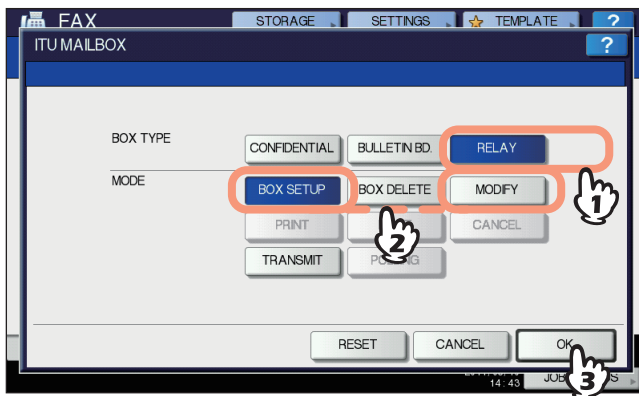 FAX STORAGE SETTINGS TEMPLATE ?
ITU MAILBOX ?
BOX TYPE CONFIDENTIAL BULLETIN BD. RELAY
MODE BOX SETUP BOX DELETE MODIFY
1
PRINT CANCEL
2
TRANSMIT
RESET CANCEL OK
14:43
3